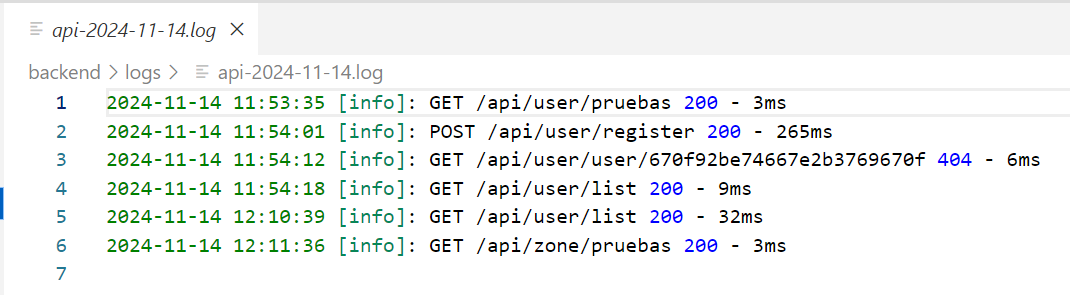 api-2024-11-14.log
backend > logs > api-2024-11-14.log
1 2024-11-14 11:53:35 [info]: GET /api/user/pruebas 200 - 3ms
2 2024-11-14 11:54:01 [info]: POST /api/user/register 200 - 265ms
3 2024-11-14 11:54:12 [info]: GET /api/user/user/670f92be74667e2b3769670f 404 - 6ms
4 2024-11-14 11:54:18 [info]: GET /api/user/list 200 - 9ms
5 2024-11-14 12:10:39 [info]: GET /api/user/list 200 - 32ms
6 2024-11-14 12:11:36 [info]: GET /api/zone/pruebas 200 - 3ms
7